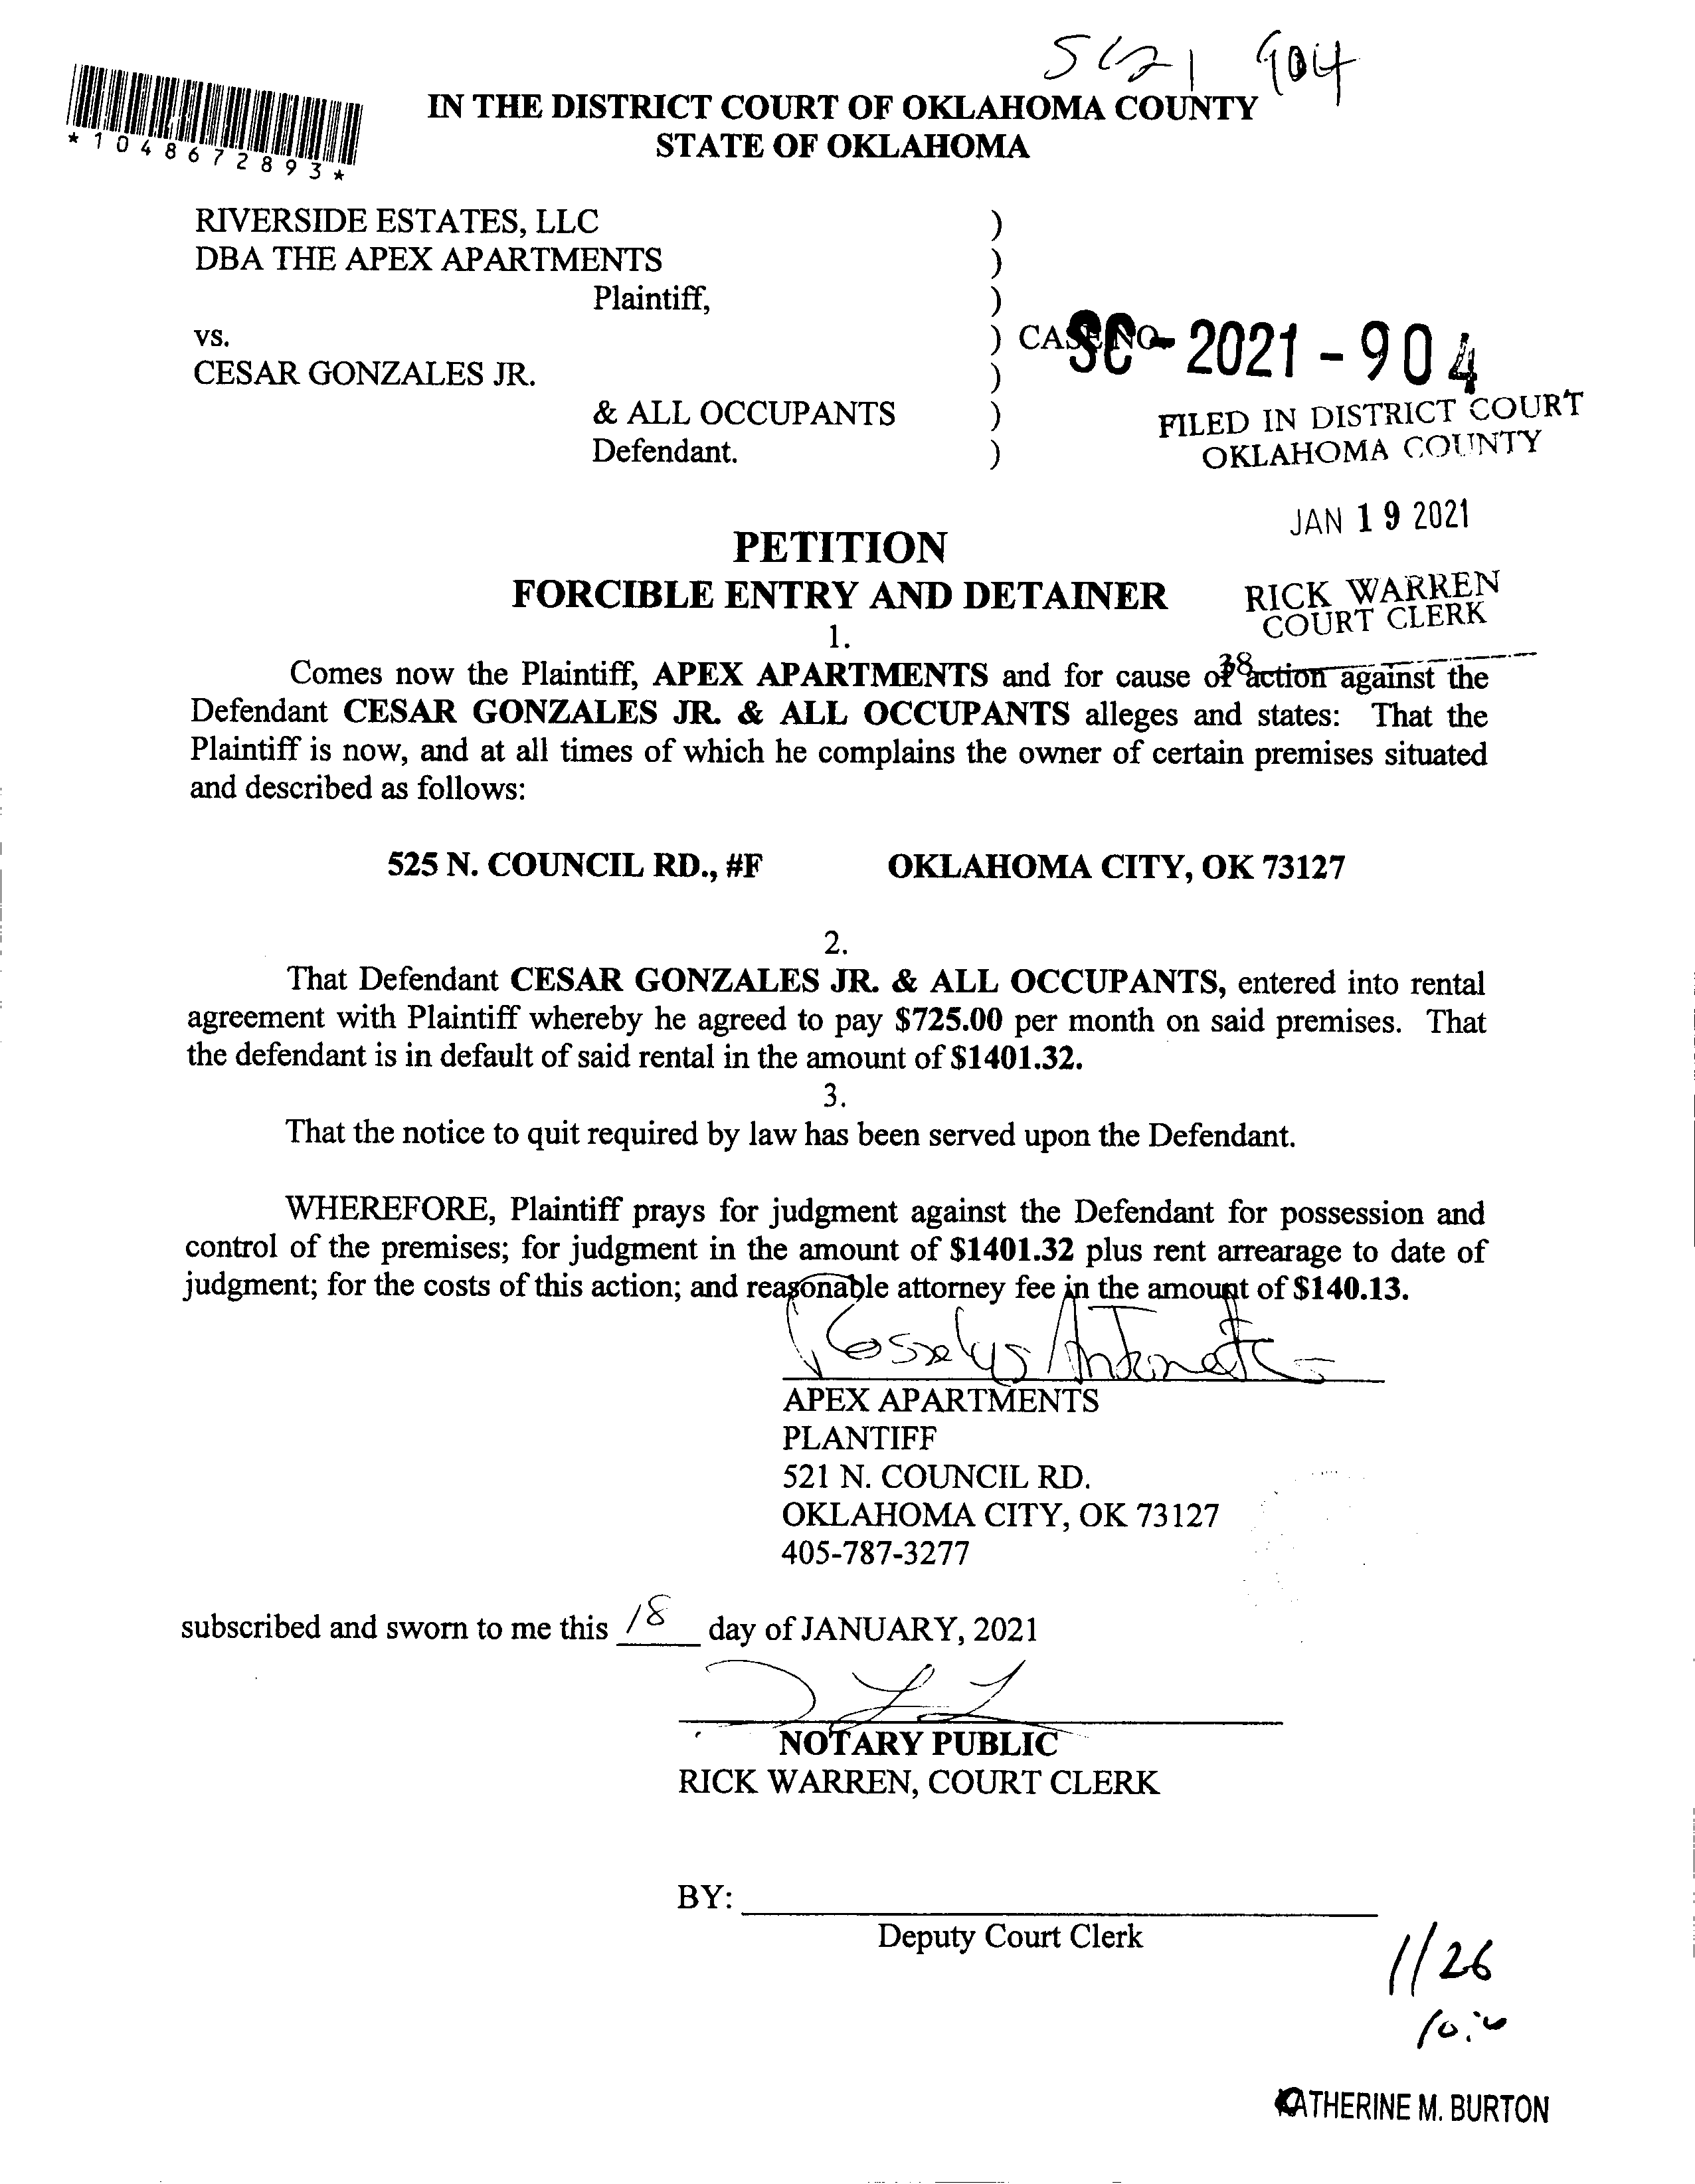 SC21 904
*1048672893*
IN THE DISTRICT COURT OF OKLAHOMA COUNTY
STATE OF OKLAHOMA
RIVERSIDE ESTATES, LLC )
DBA THE APEX APARTMENTS )
Plaintiff, )
vs. ) CASE NO. SC - 2021 - 904
CESAR GONZALES JR. )
& ALL OCCUPANTS )
Defendant. )
FILED IN DISTRICT COURT
OKLAHOMA COUNTY
JAN 19 2021
RICK WARREN
COURT CLERK
38
PETITION
FORCIBLE ENTRY AND DETAINER
1.
Comes now the Plaintiff, APEX APARTMENTS and for cause of action against the
Defendant CESAR GONZALES JR. & ALL OCCUPANTS alleges and states: That the
Plaintiff is now, and at all times of which he complains the owner of certain premises situated
and described as follows:
525 N. COUNCIL RD., #F OKLAHOMA CITY, OK 73127
2.
That Defendant CESAR GONZALES JR. & ALL OCCUPANTS, entered into rental
agreement with Plaintiff whereby he agreed to pay $725.00 per month on said premises. That
the defendant is in default of said rental in the amount of $1401.32.
3.
That the notice to quit required by law has been served upon the Defendant.
WHEREFORE, Plaintiff prays for judgment against the Defendant for possession and
control of the premises; for judgment in the amount of $1401.32 plus rent arrearage to date of
judgment; for the costs of this action; and reasonable attorney fee in the amount of $140.13.
APEX APARTMENTS
PLANTIFF
521 N. COUNCIL RD.
OKLAHOMA CITY, OK 73127
405-787-3277
subscribed and sworn to me this 18 day of JANUARY, 2021
NOTARY PUBLIC
RICK WARREN, COURT CLERK
BY:
Deputy Court Clerk
1/26
KATHERINE M. BURTON